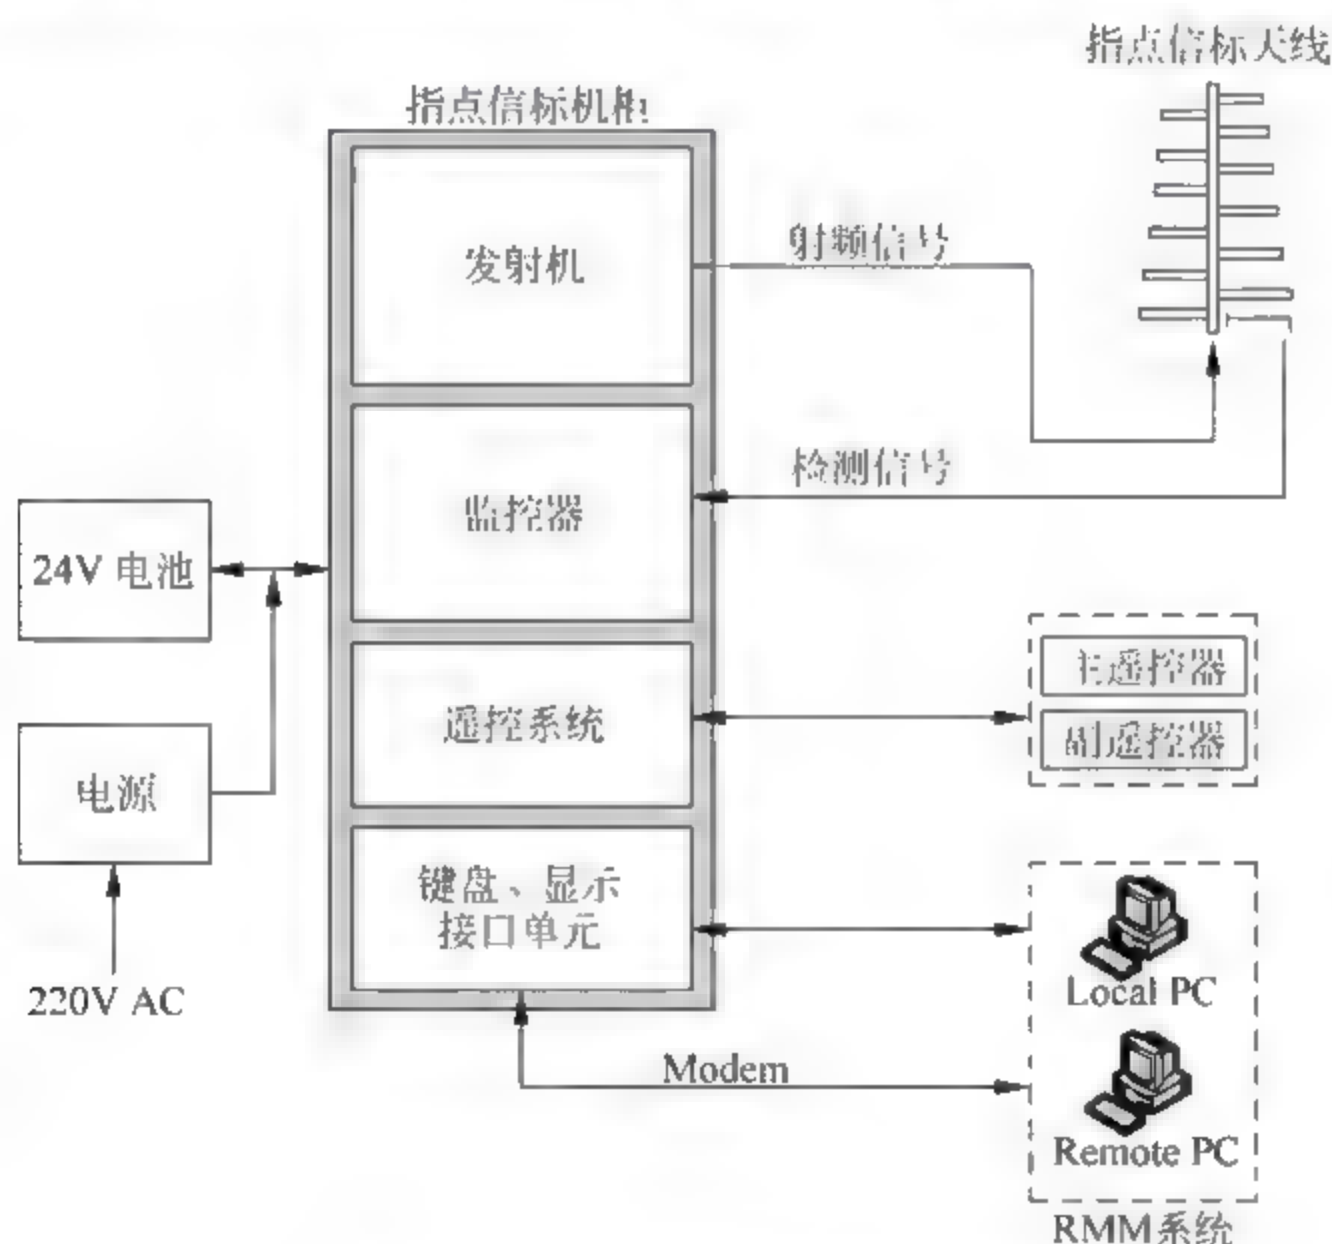 指点信标天线
指点信标机柜
发射机
射频信号
监控器
检测信号
24V 电池
遥控系统
主遥控器
副遥控器
电源
键盘、显示
接口单元
220V AC
Local PC
Modem
Remote PC
RMM系统